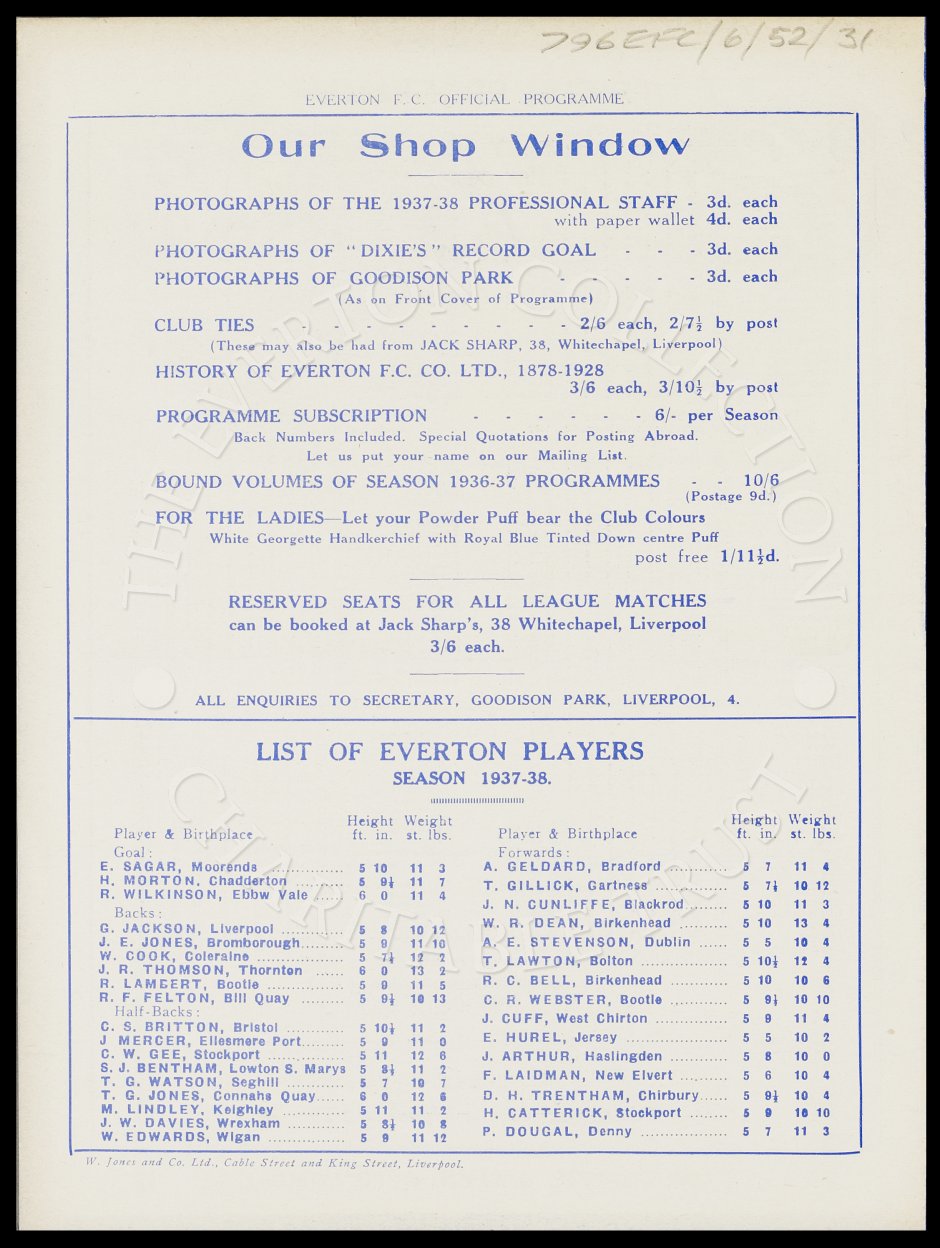 796EFC/6/52/31
EVERTON F. C. OFFICIAL PROGRAMME
Our Shop Window
PHOTOGRAPHS OF THE 1937-38 PROFESSIONAL STAFF - 3d. each
with paper wallet 4d. each
PHOTOGRAPHS OF "DIXIE'S" RECORD GOAL - - - 3d. each
PHOTOGRAPHS OF GOODISON PARK - - - - - 3d. each
(As on Front Cover of Programme)
CLUB TIES - - - - - - - - - 2/6 each, 2/7½ by post
(These may also be had from JACK SHARP, 38, Whitechapel, Liverpool)
HISTORY OF EVERTON F.C. CO. LTD., 1878-1928
3/6 each, 3/10½ by post
PROGRAMME SUBSCRIPTION - - - - - - 6/- per Season
Back Numbers Included. Special Quotations for Posting Abroad.
Let us put your name on our Mailing List.
BOUND VOLUMES OF SEASON 1936-37 PROGRAMMES - - 10/6
(Postage 9d.)
FOR THE LADIES—Let your Powder Puff bear the Club Colours
White Georgette Handkerchief with Royal Blue Tinted Down centre Puff
post free 1/11½d.
RESERVED SEATS FOR ALL LEAGUE MATCHES
can be booked at Jack Sharp's, 38 Whitechapel, Liverpool
3/6 each.
ALL ENQUIRIES TO SECRETARY, GOODISON PARK, LIVERPOOL, 4.
THE EVERTON COLLECTION
CHARITABLE TRUST
LIST OF EVERTON PLAYERS
SEASON 1937-38.
Height Weight
Player & Birthplace ft. in. st. lbs.
Goal:
E. SAGAR, Moorends ............ 5 10 11 3
H. MORTON, Chadderton ......... 5 9½ 11 7
R. WILKINSON, Ebbw Vale ...... 6 0 11 4
Backs:
G. JACKSON, Liverpool ............ 5 8 10 12
J. E. JONES, Bromborough......... 5 9 11 10
W. COOK, Coleraine ............... 5 7½ 12 2
J. R. THOMSON, Thornton ...... 6 0 13 2
R. LAMBERT, Bootle ............... 5 9 11 5
R. F. FELTON, Bill Quay ......... 5 9½ 10 13
Half-Backs:
C. S. BRITTON, Bristol ............ 5 10½ 11 2
J MERCER, Ellesmere Port......... 5 9 11 0
C. W. GEE, Stockport ............... 5 11 12 6
S. J. BENTHAM, Lowton S. Marys 5 8½ 11 2
T. G. WATSON, Seghill ............ 5 7 10 7
T. G. JONES, Connahs Quay...... 6 0 12 6
M. LINDLEY, Keighley ............ 5 11 11 2
J. W. DAVIES, Wrexham ......... 5 8½ 10 8
W. EDWARDS, Wigan ............... 5 9 11 12
Height Weight
Player & Birthplace ft. in. st. lbs.
Forwards:
A. GELDARD, Bradford ............ 5 7 11 4
T. GILLICK, Gartness ............... 5 7½ 10 12
J. N. CUNLIFFE, Blackrod......... 5 10 11 3
W. R. DEAN, Birkenhead ......... 5 10 13 4
A. E. STEVENSON, Dublin ...... 5 5 10 4
T. LAWTON, Bolton ............... 5 10½ 12 4
R. C. BELL, Birkenhead ......... 5 10 10 6
C. R. WEBSTER, Bootle ......... 5 9½ 10 10
J. CUFF, West Chirton ............ 5 9 11 4
E. HUREL, Jersey .................. 5 5 10 2
J. ARTHUR, Haslingden ......... 5 8 10 0
F. LAIDMAN, New Elvert ......... 5 6 10 4
D. H. TRENTHAM, Chirbury...... 5 9½ 10 4
H. CATTERICK, Stockport ...... 5 9 10 10
P. DOUGAL, Denny .................. 5 7 11 3
W. Jones and Co. Ltd., Cable Street and King Street, Liverpool.